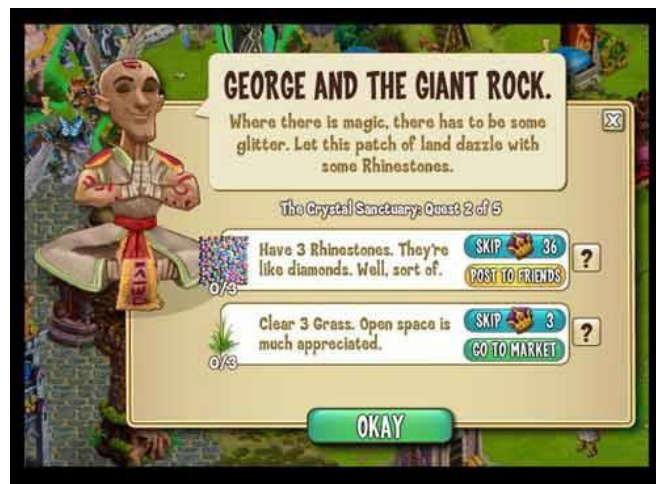 GEORGE AND THE GIANT ROCK.
Where there is magic, there has to be some
glitter. Let this patch of land dazzle with
some Rhinestones.
X
The Crystal Sanctuary: Quest 2 of 5
Have 3 Rhinestones. They're
like diamonds. Well, sort of.
0/3
SKIP 36
POST TO FRIENDS
?
Clear 3 Grass. Open space is
much appreciated.
0/3
SKIP 3
GO TO MARKET
?
OKAY